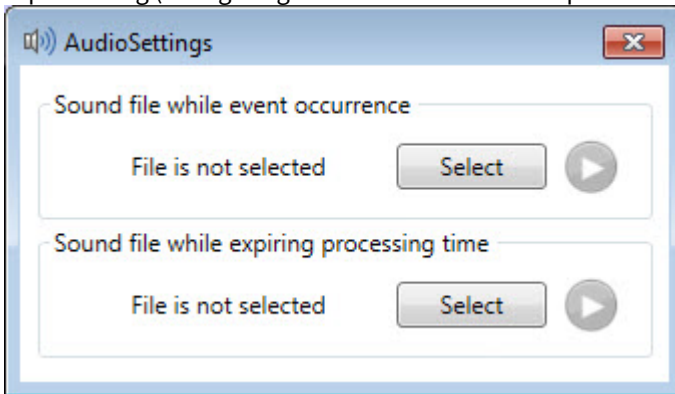 AudioSettings
Sound file while event occurrence
File is not selected
Select
Sound file while expiring processing time
File is not selected
Select